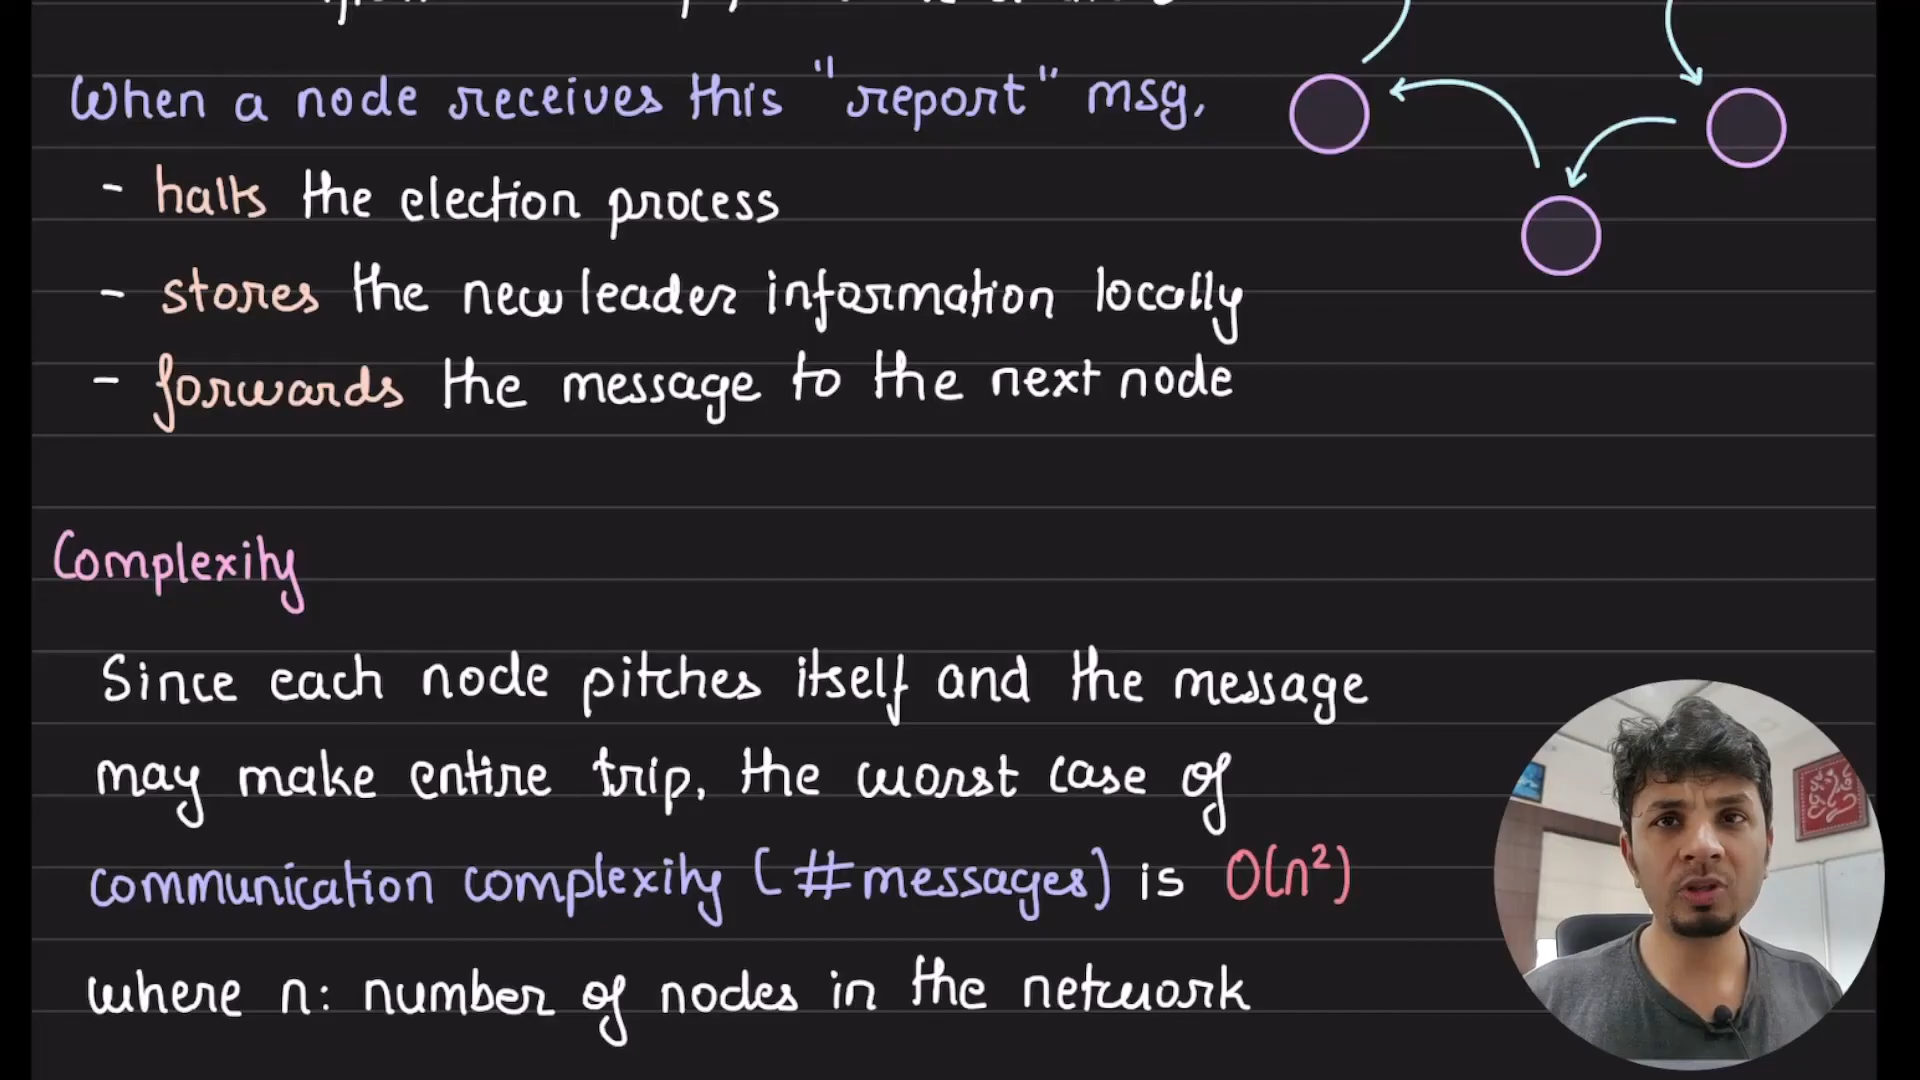 When a node receives this "report" msg,
- halts the election process
- stores the new leader information locally
- forwards the message to the next node
Complexity
Since each node pitches itself and the message
may make entire trip, the worst case of
communication complexity (#messages) is O(n²)
where n: number of nodes in the network